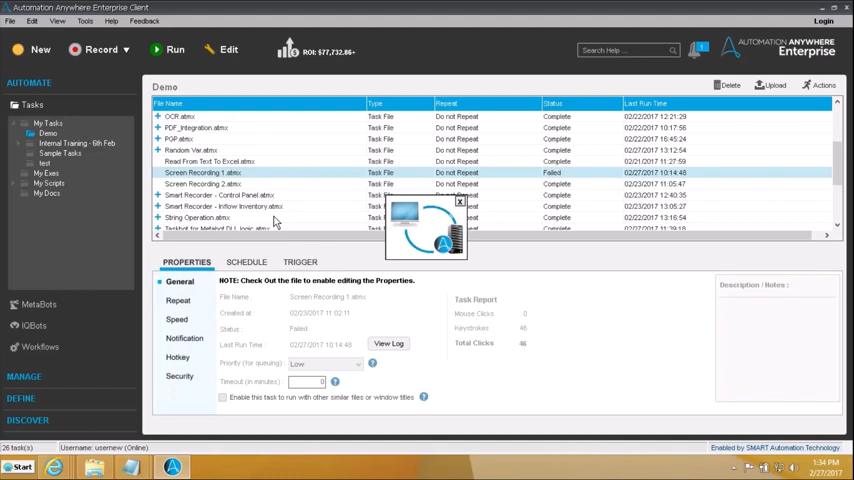 Automation Anywhere Enterprise Client
File Edit View Tools Help Feedback Login
New Record Run Edit ROI: $77,732.86+ Search Help ... 1 AUTOMATION ANYWHERE Enterprise
AUTOMATE
Tasks
My Tasks
Demo
Internal Training - 6th Feb
Sample Tasks
test
My Exes
My Scripts
My Docs
MetaBots
IQBots
Workflows
MANAGE
DEFINE
DISCOVER
Demo Delete Upload Actions
File Name Type Repeat Status Last Run Time
OCR.atmx Task File Do not Repeat Complete 02/22/2017 12:21:29
PDF_Integration.atmx Task File Do not Repeat Complete 02/22/2017 10:17:56
PGP.atmx Task File Do not Repeat Complete 02/22/2017 16:45:24
Random Var.atmx Task File Do not Repeat Complete 02/27/2017 13:12:54
Read From Text To Excel.atmx Task File Do not Repeat Complete 02/21/2017 11:27:59
Screen Recording 1.atmx Task File Do not Repeat Failed 02/27/2017 10:14:48
Screen Recording 2.atmx Task File Do not Repeat Complete 02/23/2017 11:05:47
Smart Recorder - Control Panel.atmx Complete 02/23/2017 12:40:35
Smart Recorder - Inflow Inventory.atmx Complete 02/23/2017 13:05:27
String Operation.atmx Complete 02/22/2017 13:16:54
Taskbot for Metabot DLL logic.atmx Complete 02/27/2017 11:39:18
x
PROPERTIES SCHEDULE TRIGGER
General
Repeat
Speed
Notification
Hotkey
Security
NOTE: Check Out the file to enable editing the Properties.
File Name : Screen Recording 1.atmx
Created at : 02/23/2017 11:02:11
Status : Failed
Last Run Time : 02/27/2017 10:14:48 View Log
Priority (for queuing) : Low ?
Timeout (in minutes) : 0 ?
Enable this task to run with other similar files or window titles ?
Task Report
Mouse Clicks 0
Keystrokes 46
Total Clicks 46
Description / Notes :
26 task(s) Username: usernew (Online) Enabled by SMART Automation Technology
Start 1:34 PM
2/27/2017